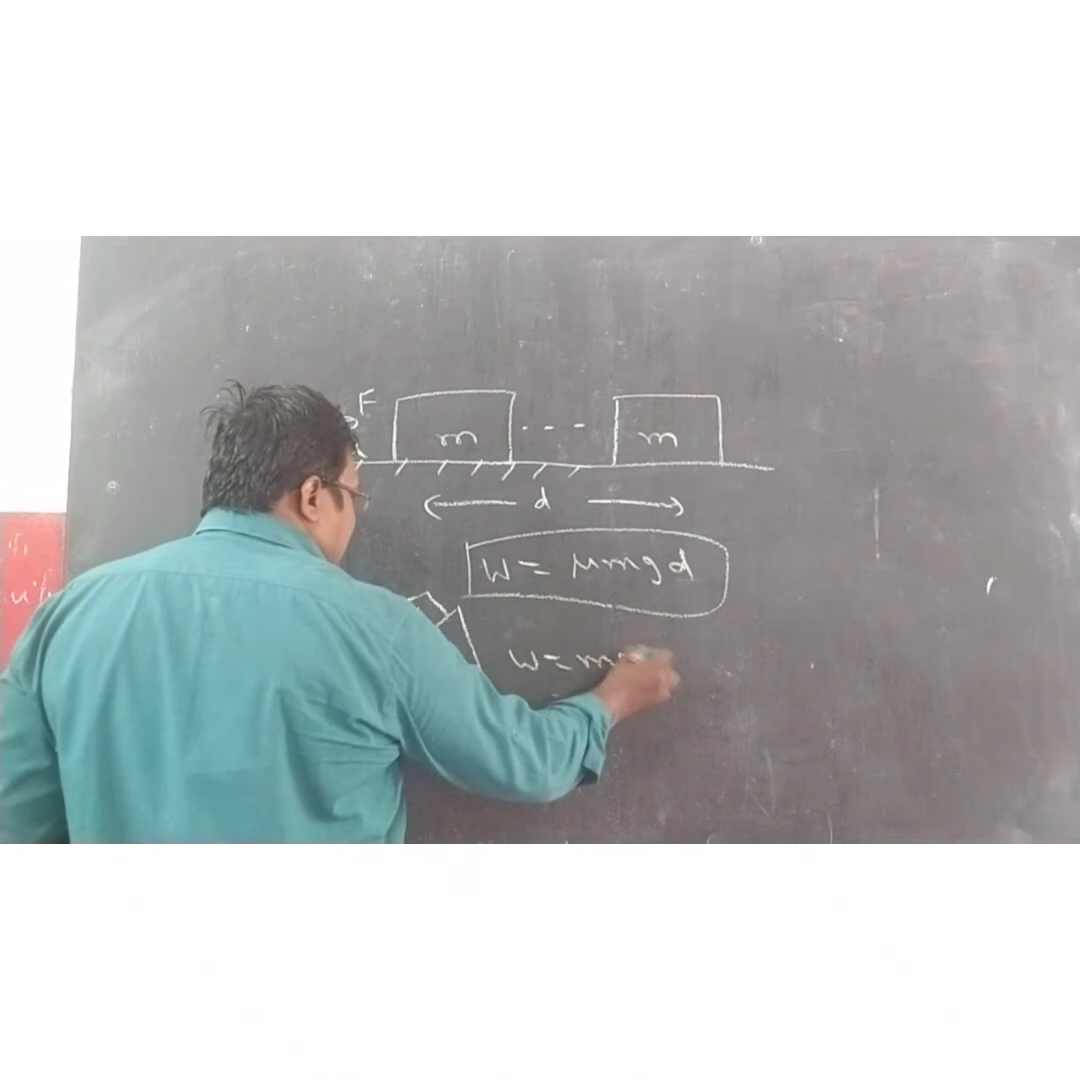 F
m - - - m
d
W = μmgd
W = m